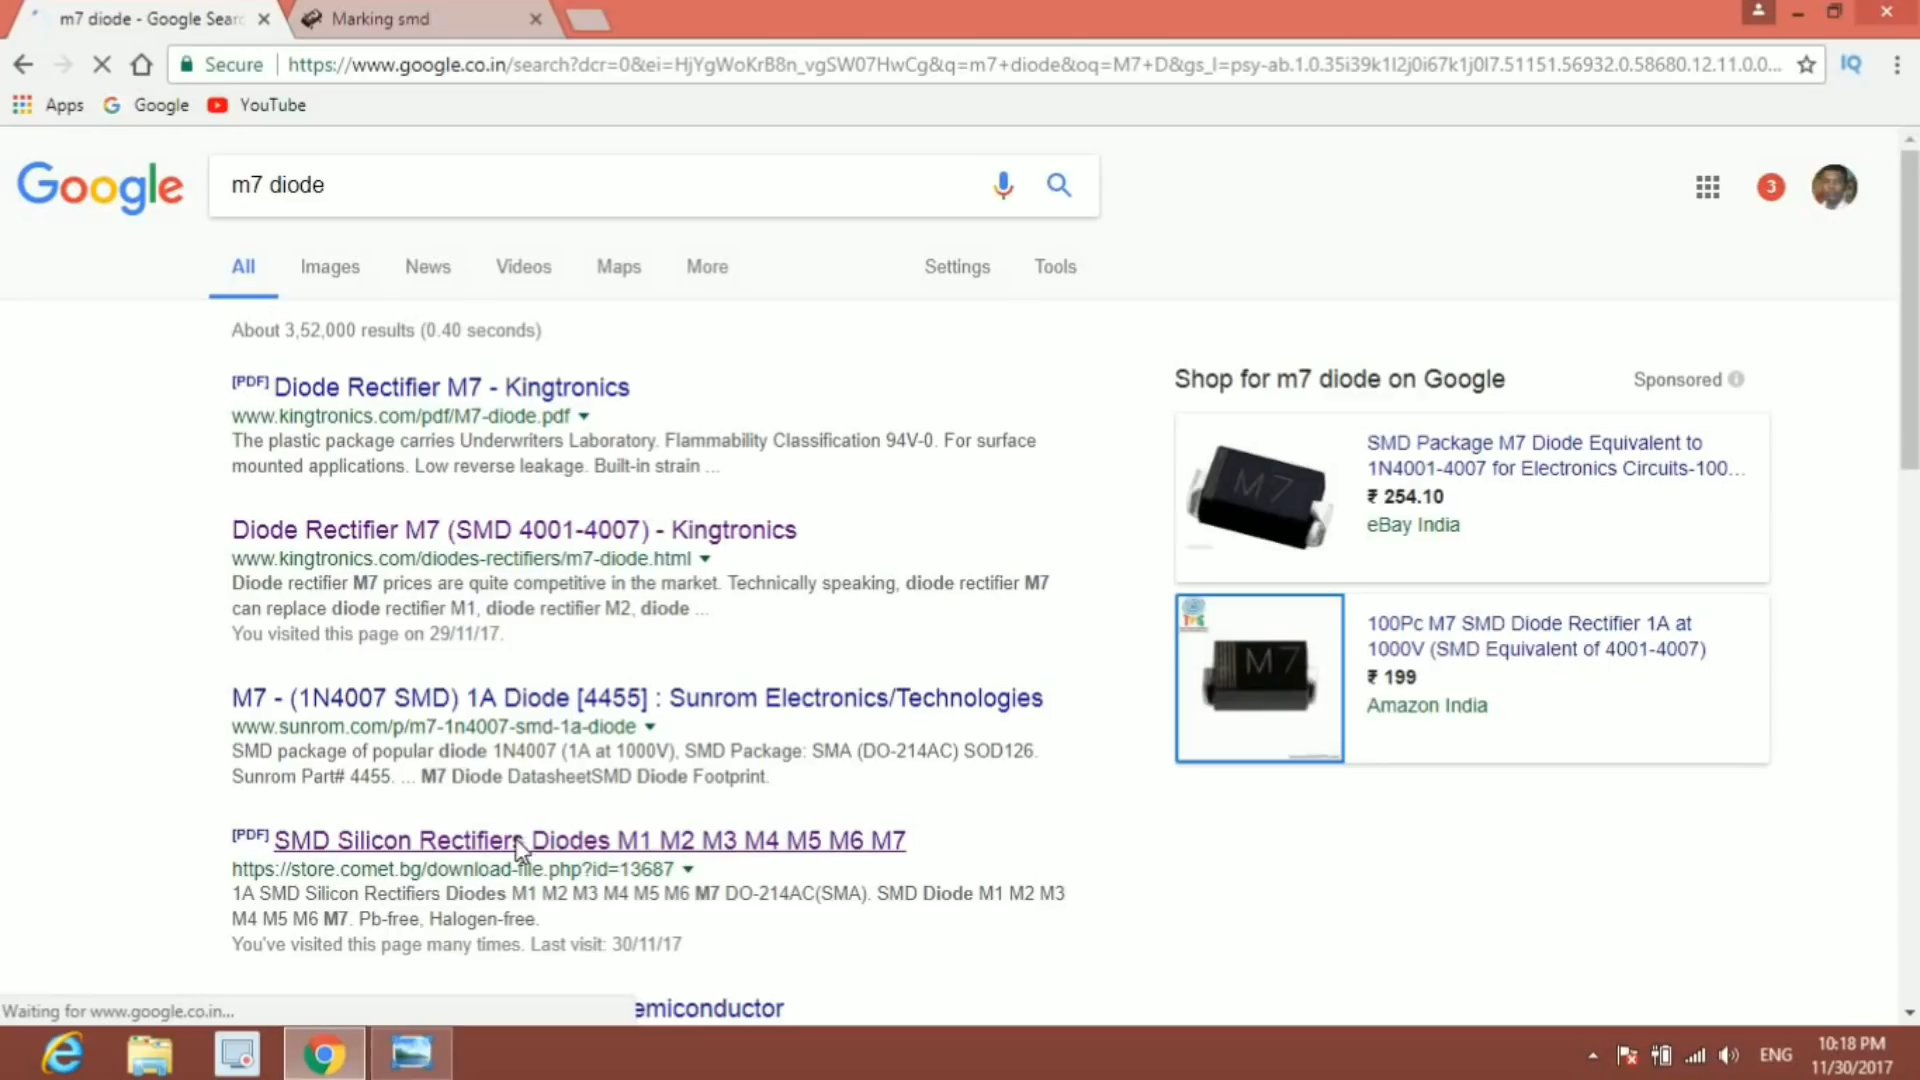 m7 diode - Google Sear
Marking smd
Secure
https://www.google.co.in/search?dcr=0&ei=HjYgWoKrB8n_vgSW07HwCg&q=m7+diode&oq=M7+D&gs_l=psy-ab.1.0.35i39k1l2j0i67k1j0l7.51151.56932.0.58680.12.11.0.0...
IQ
Apps
Google
YouTube
Google
m7 diode
3
All
Images
News
Videos
Maps
More
Settings
Tools
About 3,52,000 results (0.40 seconds)
[PDF] Diode Rectifier M7 - Kingtronics
www.kingtronics.com/pdf/M7-diode.pdf
The plastic package carries Underwriters Laboratory. Flammability Classification 94V-0. For surface
mounted applications. Low reverse leakage. Built-in strain ...
Diode Rectifier M7 (SMD 4001-4007) - Kingtronics
www.kingtronics.com/diodes-rectifiers/m7-diode.html
Diode rectifier M7 prices are quite competitive in the market. Technically speaking, diode rectifier M7
can replace diode rectifier M1, diode rectifier M2, diode ...
You visited this page on 29/11/17.
M7 - (1N4007 SMD) 1A Diode [4455] : Sunrom Electronics/Technologies
www.sunrom.com/p/m7-1n4007-smd-1a-diode
SMD package of popular diode 1N4007 (1A at 1000V), SMD Package: SMA (DO-214AC) SOD126.
Sunrom Part# 4455. ... M7 Diode DatasheetSMD Diode Footprint.
[PDF] SMD Silicon Rectifiers Diodes M1 M2 M3 M4 M5 M6 M7
https://store.comet.bg/download-file.php?id=13687
1A SMD Silicon Rectifiers Diodes M1 M2 M3 M4 M5 M6 M7 DO-214AC(SMA). SMD Diode M1 M2 M3
M4 M5 M6 M7. Pb-free, Halogen-free.
You've visited this page many times. Last visit: 30/11/17
emiconductor
Shop for m7 diode on Google
Sponsored
M7
SMD Package M7 Diode Equivalent to
1N4001-4007 for Electronics Circuits-100...
₹ 254.10
eBay India
M7
100Pc M7 SMD Diode Rectifier 1A at
1000V (SMD Equivalent of 4001-4007)
₹ 199
Amazon India
Waiting for www.google.co.in...
ENG
10:18 PM
11/30/2017